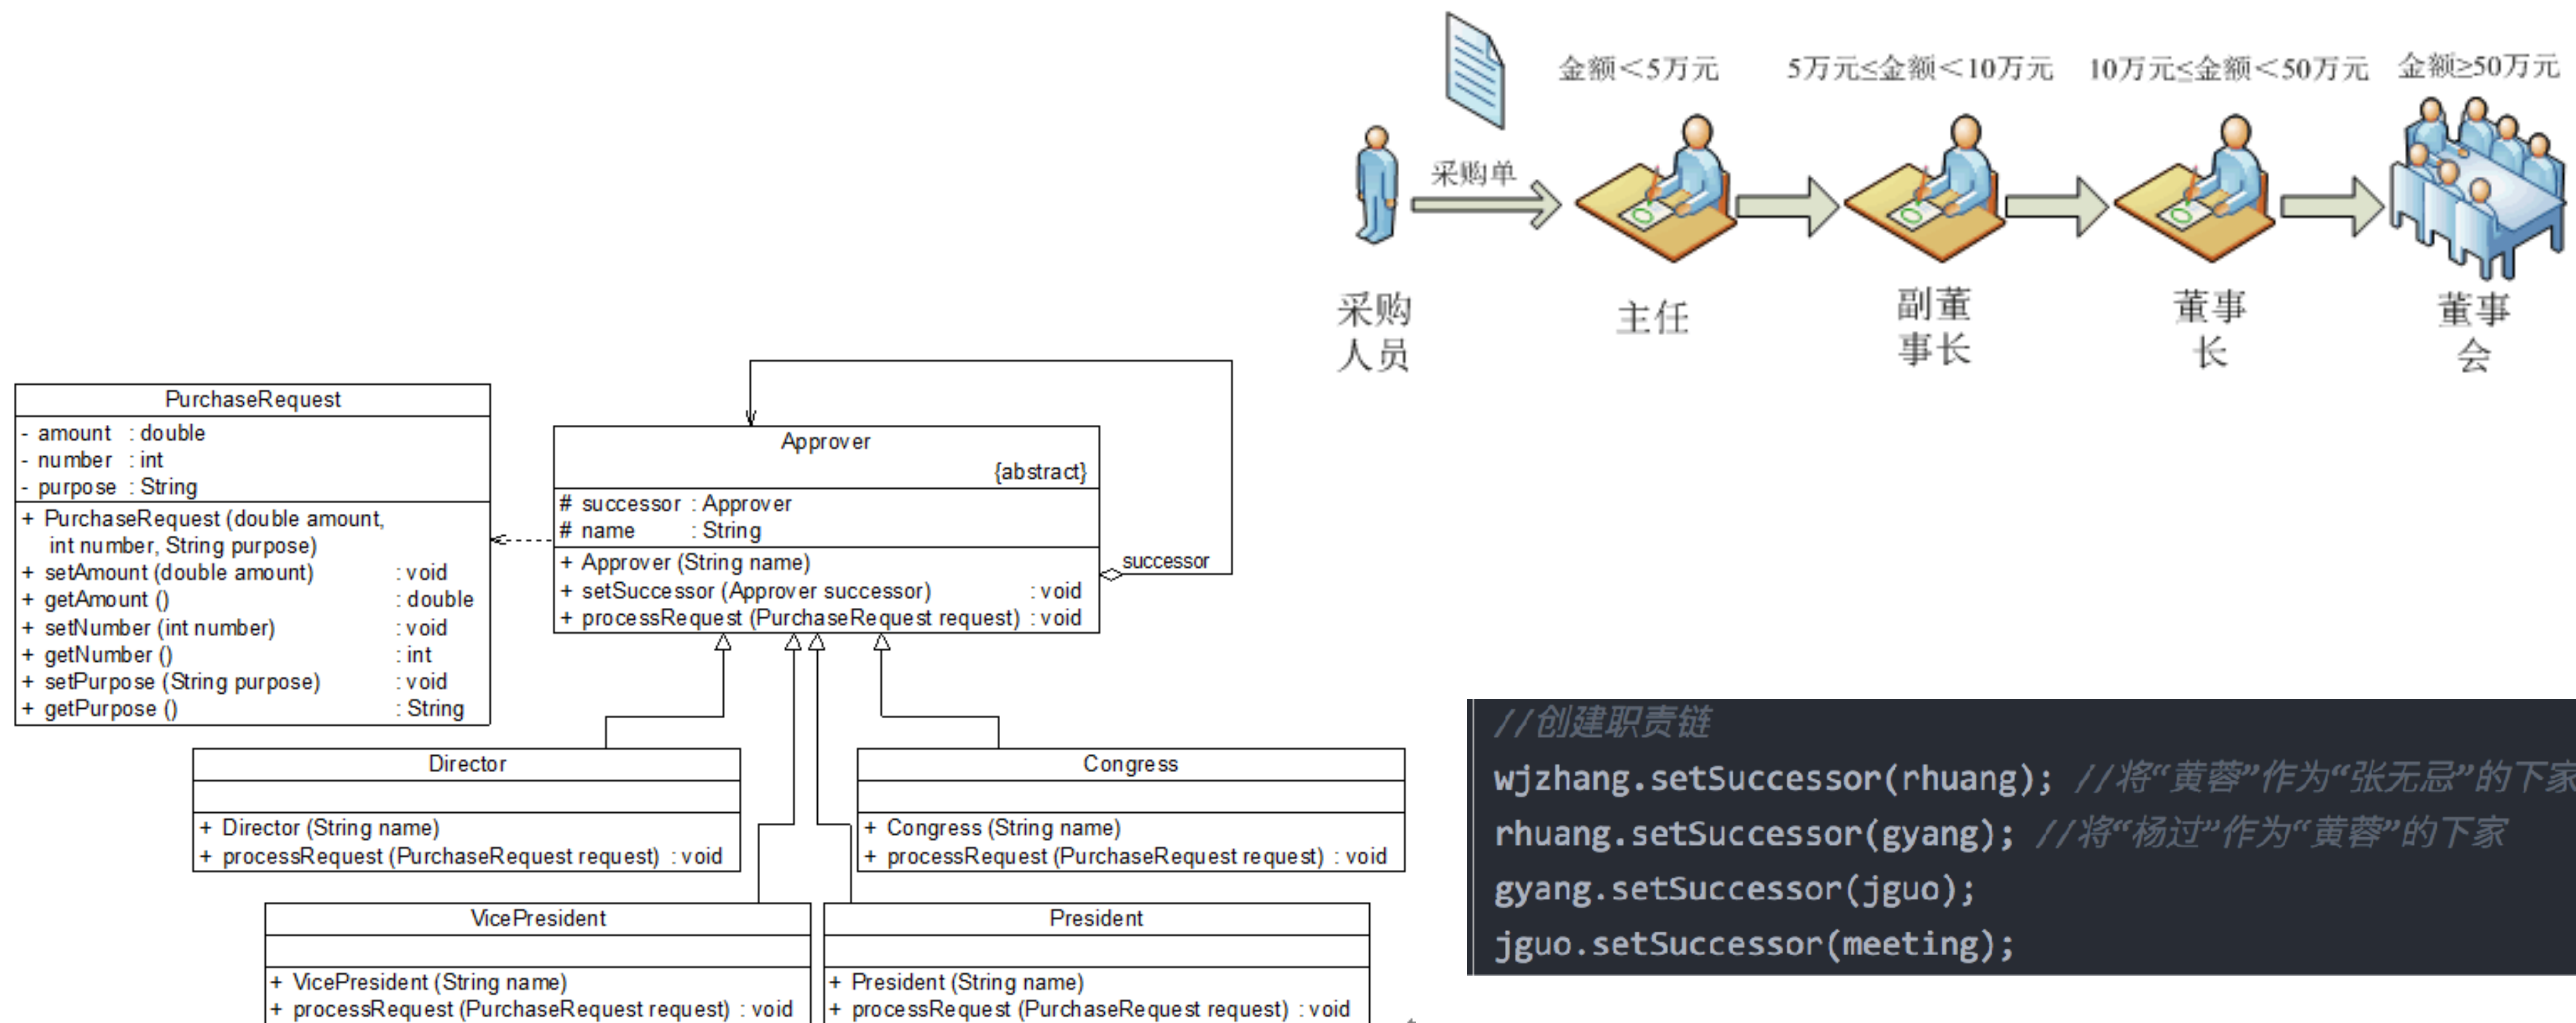 金额＜5万元
5万元≤金额＜10万元
10万元≤金额＜50万元
金额≥50万元
采购单
采购
人员
主任
副董
事长
董事
长
董事
会
PurchaseRequest
- amount : double
- number : int
- purpose : String
+ PurchaseRequest (double amount,
int number, String purpose)
+ setAmount (double amount) : void
+ getAmount () : double
+ setNumber (int number) : void
+ getNumber () : int
+ setPurpose (String purpose) : void
+ getPurpose () : String
Approver
{abstract}
# successor : Approver
# name : String
+ Approver (String name)
+ setSuccessor (Approver successor) : void
+ processRequest (PurchaseRequest request) : void
successor
Director
+ Director (String name)
+ processRequest (PurchaseRequest request) : void
Congress
+ Congress (String name)
+ processRequest (PurchaseRequest request) : void
VicePresident
+ VicePresident (String name)
+ processRequest (PurchaseRequest request) : void
President
+ President (String name)
+ processRequest (PurchaseRequest request) : void
//创建职责链
wjzhang.setSuccessor(rhuang); //将“黄蓉”作为“张无忌”的下家
rhuang.setSuccessor(gyang); //将“杨过”作为“黄蓉”的下家
gyang.setSuccessor(jguo);
jguo.setSuccessor(meeting);